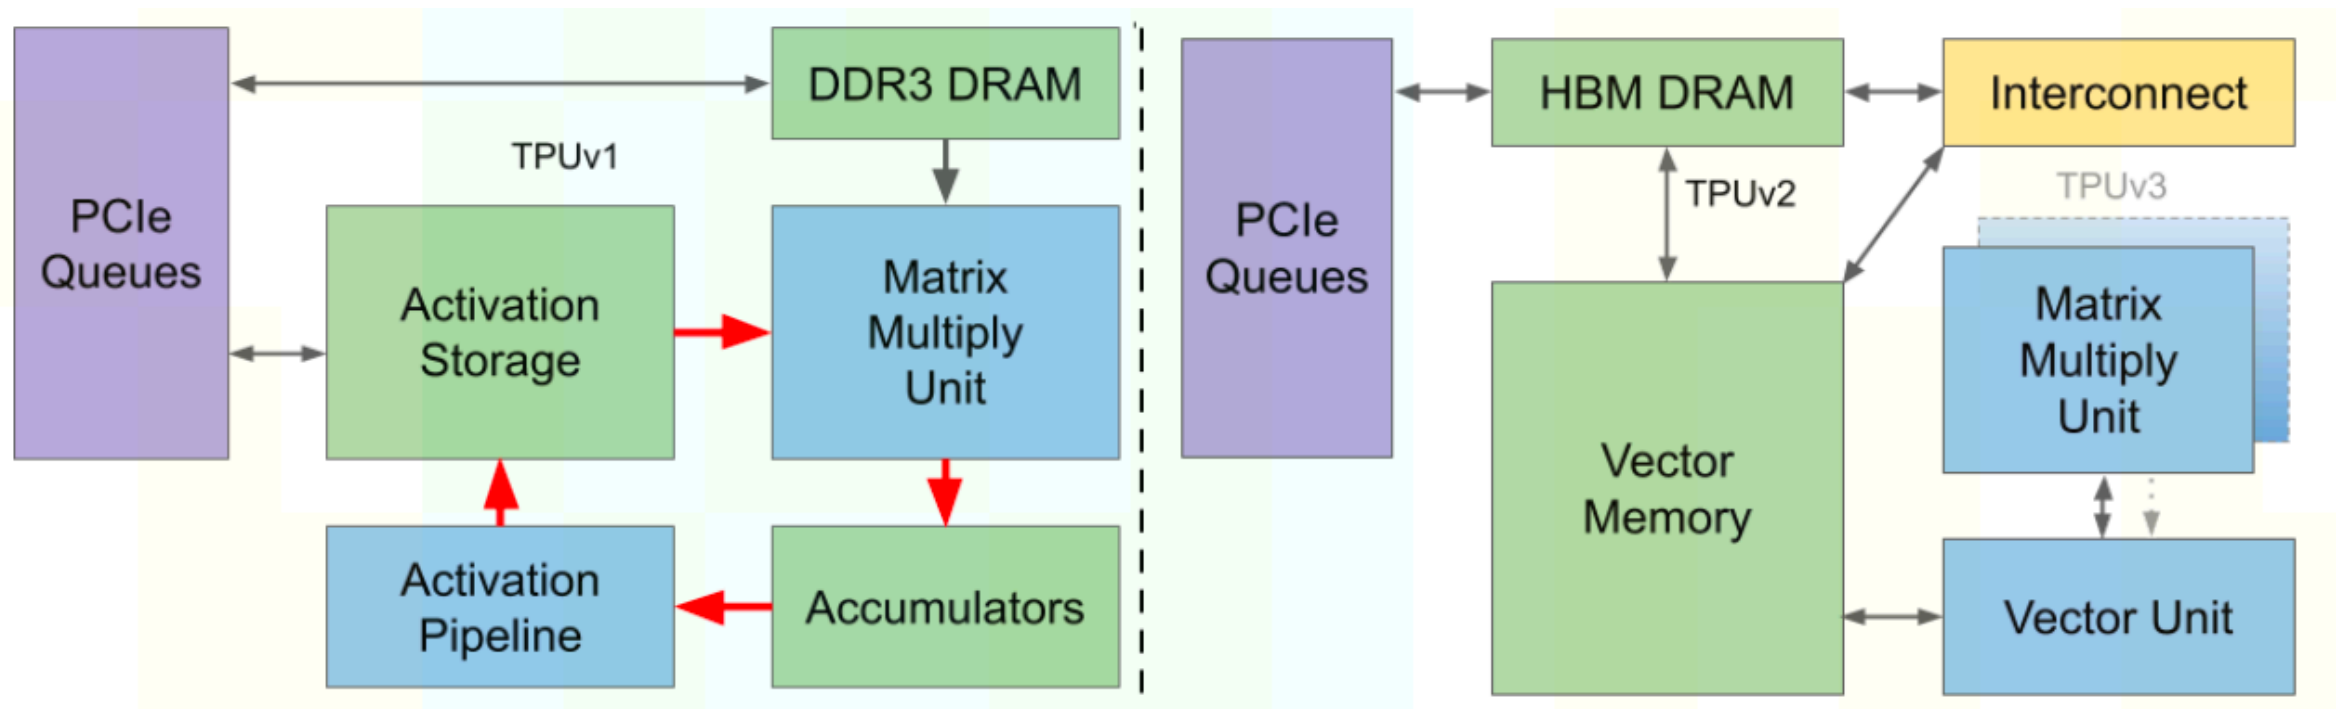 PCIe
Queues
DDR3 DRAM
TPUv1
Activation
Storage
Matrix
Multiply
Unit
Activation
Pipeline
Accumulators
PCIe
Queues
HBM DRAM
Interconnect
TPUv2
TPUv3
Matrix
Multiply
Unit
Vector
Memory
Vector Unit